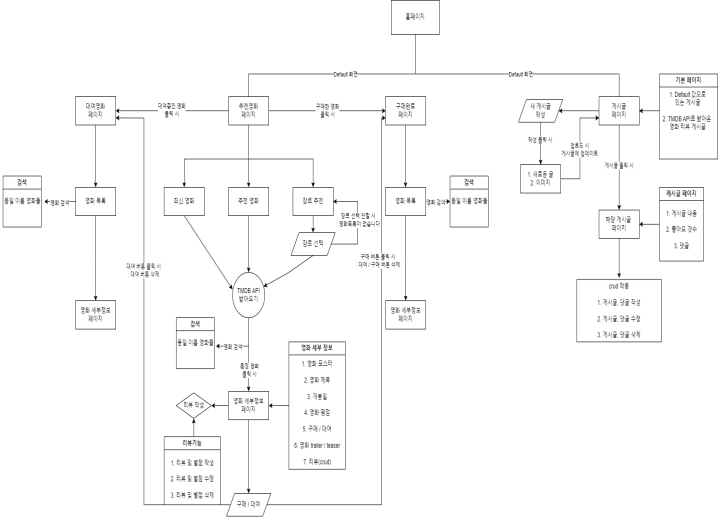 홈페이지
Default 화면
Default 화면
대여영화
페이지
대여중인 영화
클릭 시
추천영화
페이지
구매한 영화
클릭 시
구매완료
페이지
새 게시글
작성
게시글
페이지
기본 페이지
1. Default 값으로
있는 게시글
2. TMDB API로 받아온
영화 리뷰 게시글
작성 클릭 시
업로드 시
게시글에 업데이트
1. 새로운 글
2. 이미지
게시글 클릭 시
검색
동일 이름 영화들
영화 검색
영화 목록
최신 영화
추천 영화
장르 추천
영화 목록
영화 검색
검색
동일 이름 영화들
장르 선택 안할 시
영화목록이 없습니다
장르 선택
해당 게시글
페이지
게시글 페이지
1. 게시글 내용
2. 좋아요 갯수
3. 댓글
대여 버튼 클릭 시
: 대여 버튼 삭제
구매 버튼 클릭 시
: 대여 / 구매 버튼 삭제
TMDB API
받아오기
crud 작동
1. 게시글, 댓글 작성
2. 게시글, 댓글 수정
3. 게시글, 댓글 삭제
영화 세부정보
페이지
영화 세부정보
페이지
검색
동일 이름 영화들
영화 검색
특정 영화
클릭 시
영화 세부 정보
1. 영화 포스터
2. 영화 제목
3. 개봉일
4. 영화 평점
5. 구매 / 대여
6. 영화 trailer / teaser
7. 리뷰(crud)
리뷰 작성
영화 세부정보
페이지
리뷰기능
1. 리뷰 및 별점 작성
2. 리뷰 및 별점 수정
3. 리뷰 및 별점 삭제
구매 / 대여